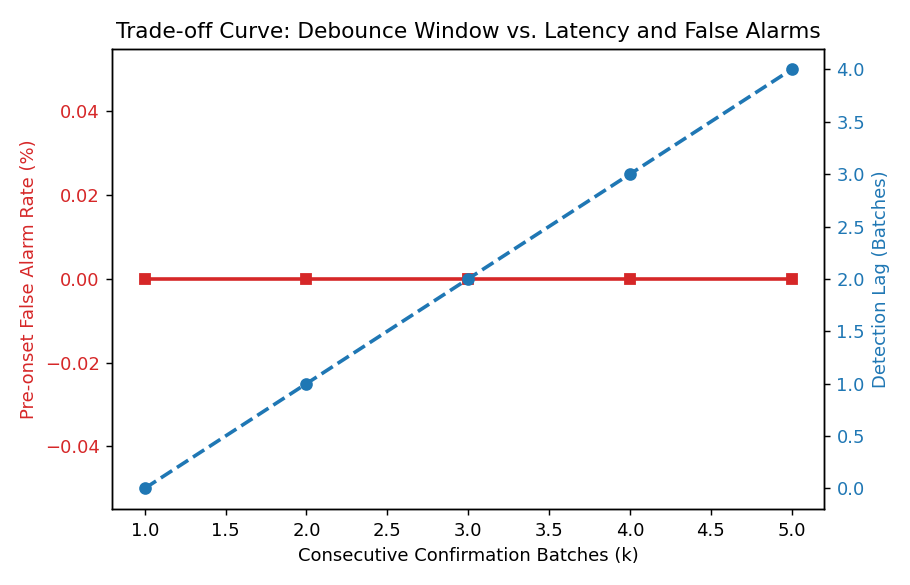 Trade-off Curve: Debounce Window vs. Latency and False Alarms
Pre-onset False Alarm Rate (%)
0.04
0.02
0.00
−0.02
−0.04
4.0
3.5
3.0
2.5
2.0
1.5
1.0
0.5
0.0
Detection Lag (Batches)
1.0 1.5 2.0 2.5 3.0 3.5 4.0 4.5 5.0
Consecutive Confirmation Batches (k)